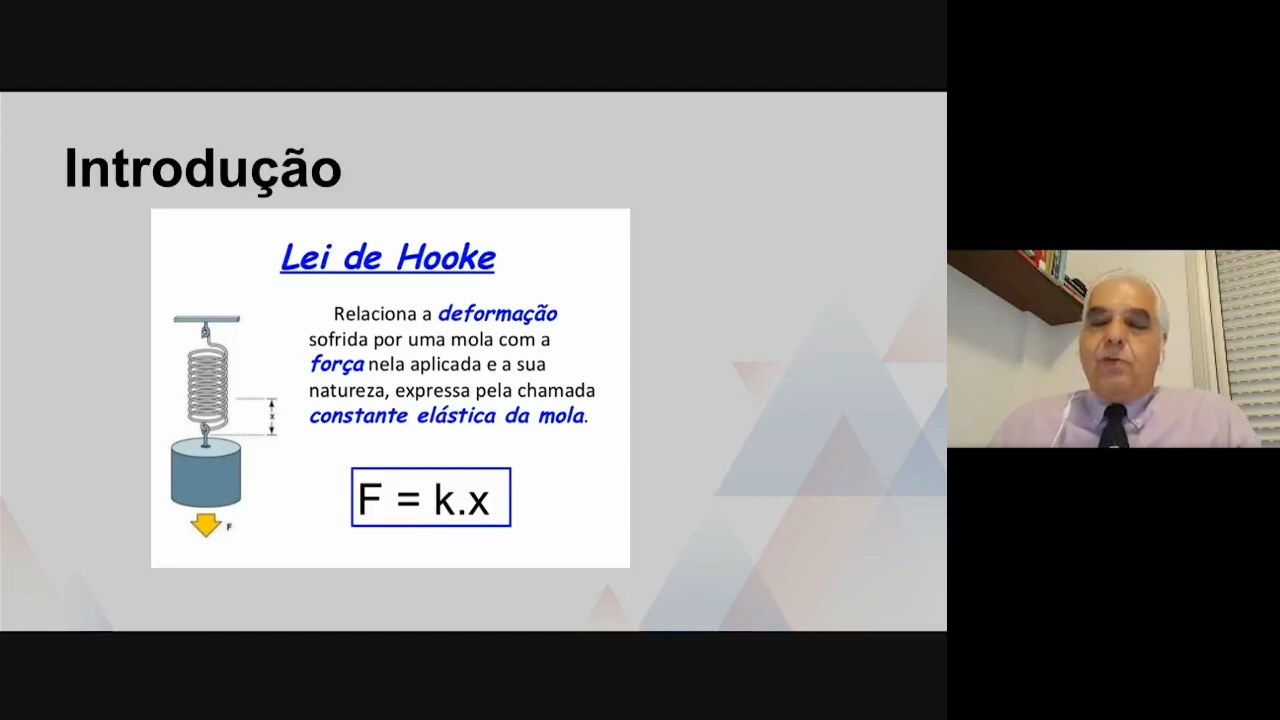 Introdução
Lei de Hooke
Relaciona a deformação
sofrida por uma mola com a
força nela aplicada e a sua
natureza, expressa pela chamada
constante elástica da mola.
x
F = k.x
F